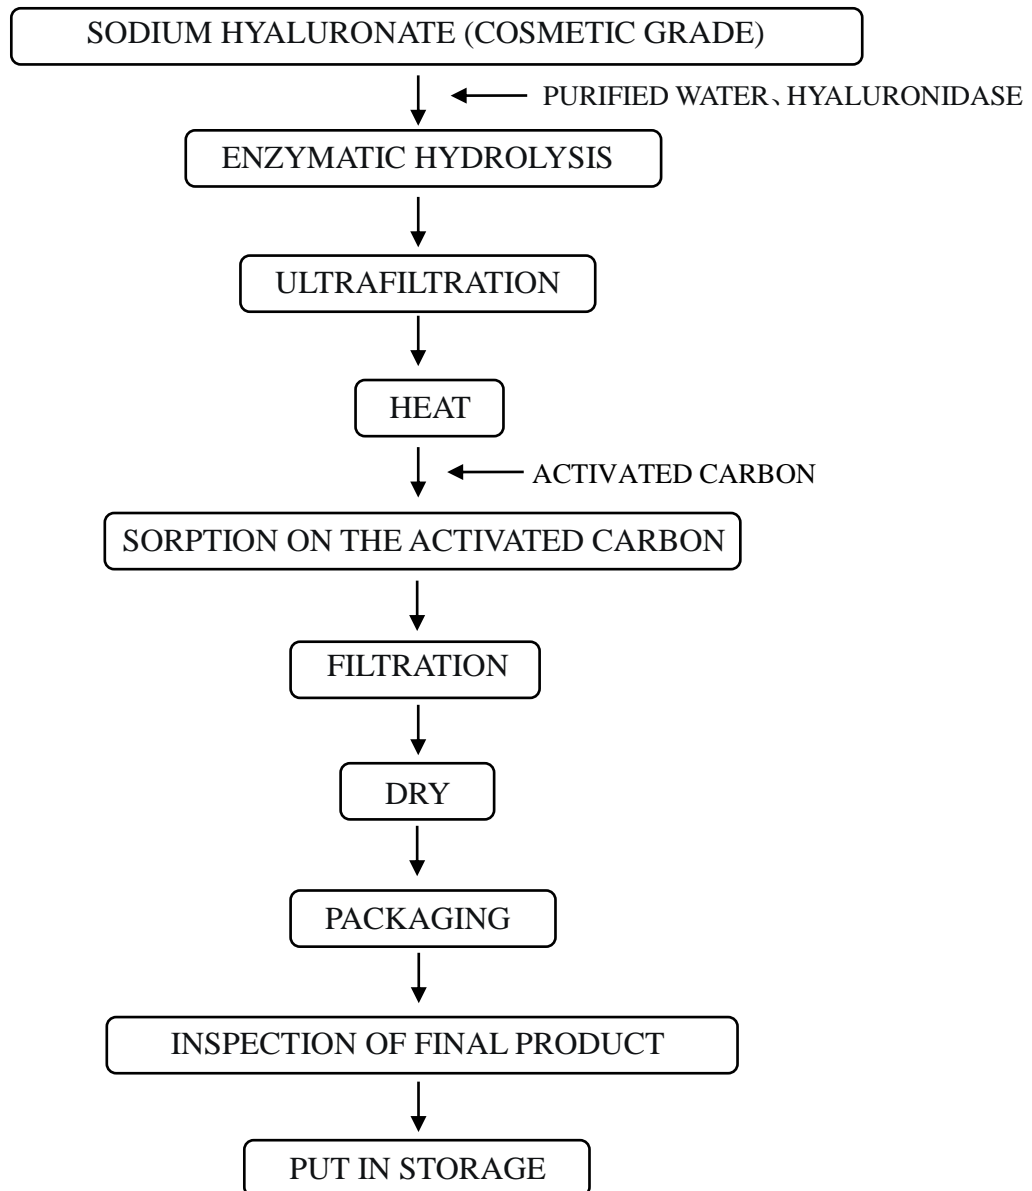 SODIUM HYALURONATE (COSMETIC GRADE)
PURIFIED WATER、HYALURONIDASE
ENZYMATIC HYDROLYSIS
ULTRAFILTRATION
HEAT
ACTIVATED CARBON
SORPTION ON THE ACTIVATED CARBON
FILTRATION
DRY
PACKAGING
INSPECTION OF FINAL PRODUCT
PUT IN STORAGE